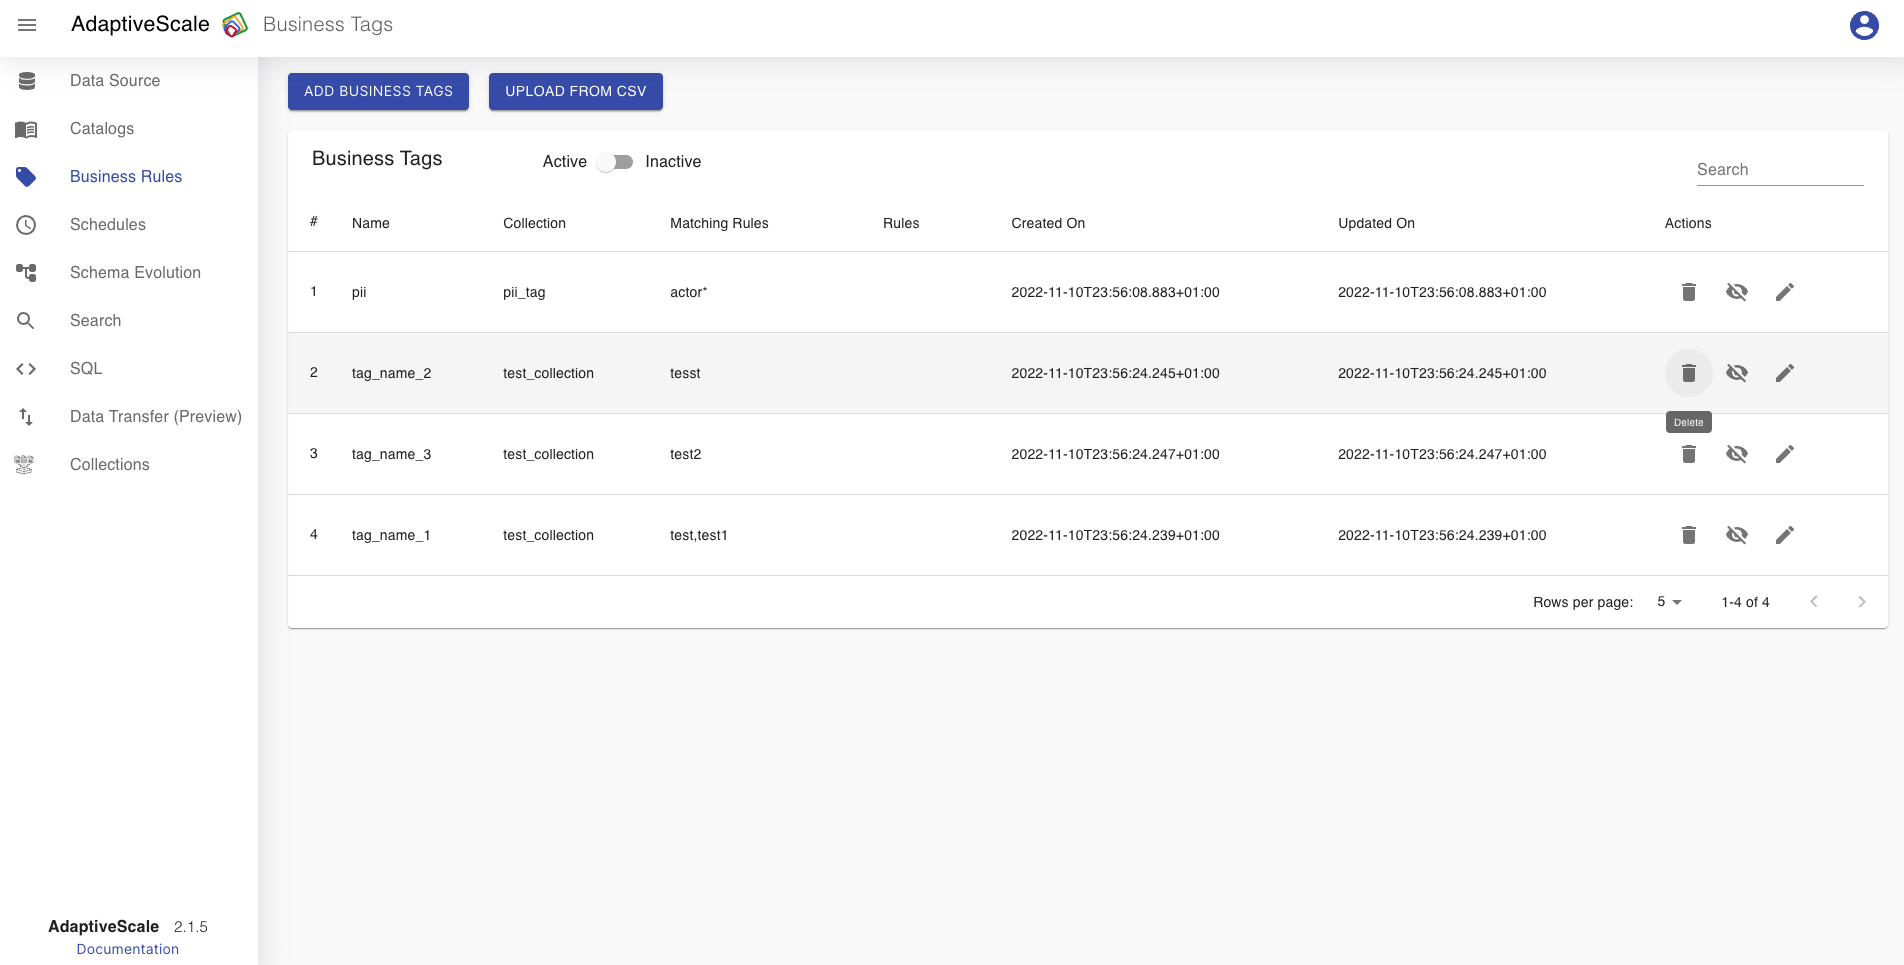 AdaptiveScale Business Tags
Data Source
Catalogs
Business Rules
Schedules
Schema Evolution
Search
SQL
Data Transfer (Preview)
Collections
AdaptiveScale 2.1.5
Documentation
ADD BUSINESS TAGS UPLOAD FROM CSV
Business Tags Active Inactive Search
# Name Collection Matching Rules Rules Created On Updated On Actions
1 pii pii_tag actor* 2022-11-10T23:56:08.883+01:00 2022-11-10T23:56:08.883+01:00
2 tag_name_2 test_collection tesst 2022-11-10T23:56:24.245+01:00 2022-11-10T23:56:24.245+01:00
Delete
3 tag_name_3 test_collection test2 2022-11-10T23:56:24.247+01:00 2022-11-10T23:56:24.247+01:00
4 tag_name_1 test_collection test,test1 2022-11-10T23:56:24.239+01:00 2022-11-10T23:56:24.239+01:00
Rows per page: 5 1-4 of 4